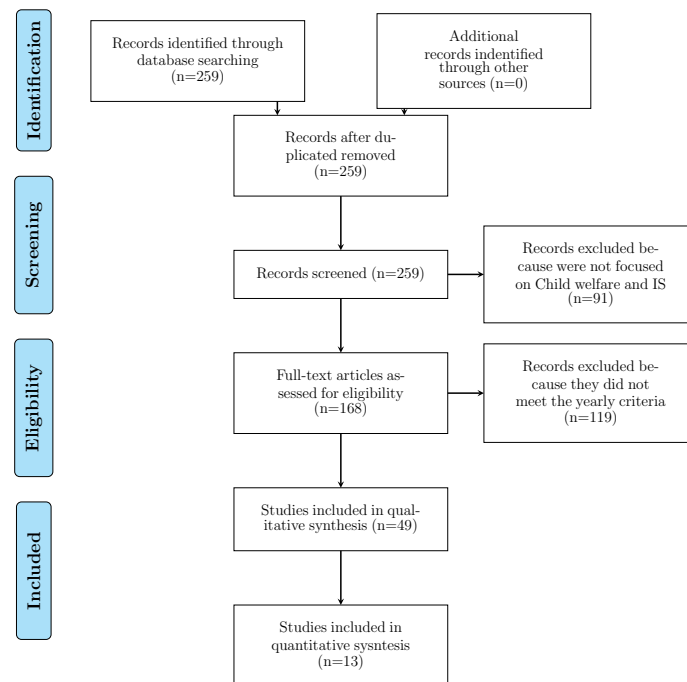 Identification
Records identified through
database searching
(n=259)
Additional
records indentified
through other
sources (n=0)
Records after du-
plicated removed
(n=259)
Screening
Records screened (n=259)
Records excluded be-
cause were not focused
on Child welfare and IS
(n=91)
Eligibility
Full-text articles as-
sessed for eligibility
(n=168)
Records excluded be-
cause they did not
meet the yearly criteria
(n=119)
Included
Studies included in qual-
itative synthesis (n=49)
Studies included in
quantitative sysntesis
(n=13)